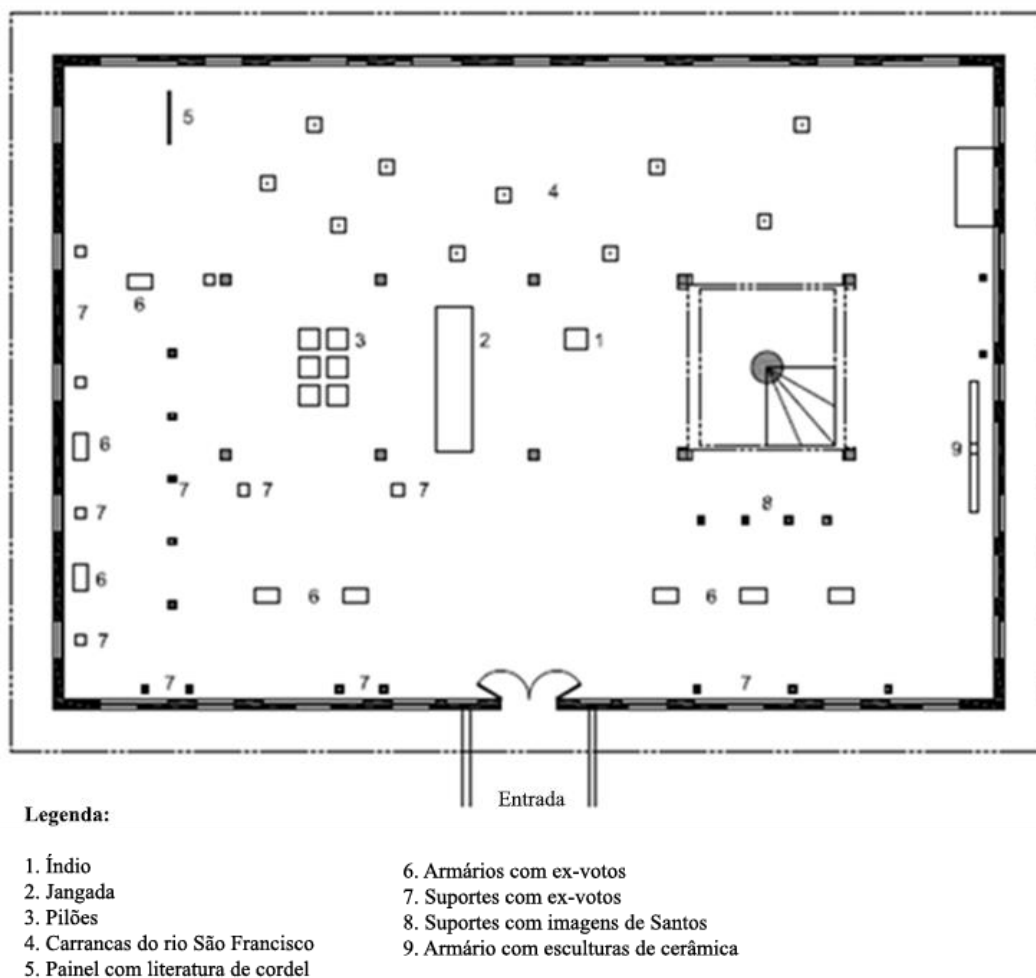 5
4
6
7
3
2
1
6
9
7
7
7
8
7
6
6
6
7
7
7
7
Entrada
Legenda:
1. Índio
2. Jangada
3. Pilões
4. Carrancas do rio São Francisco
5. Painel com literatura de cordel
6. Armários com ex-votos
7. Suportes com ex-votos
8. Suportes com imagens de Santos
9. Armário com esculturas de cerâmica